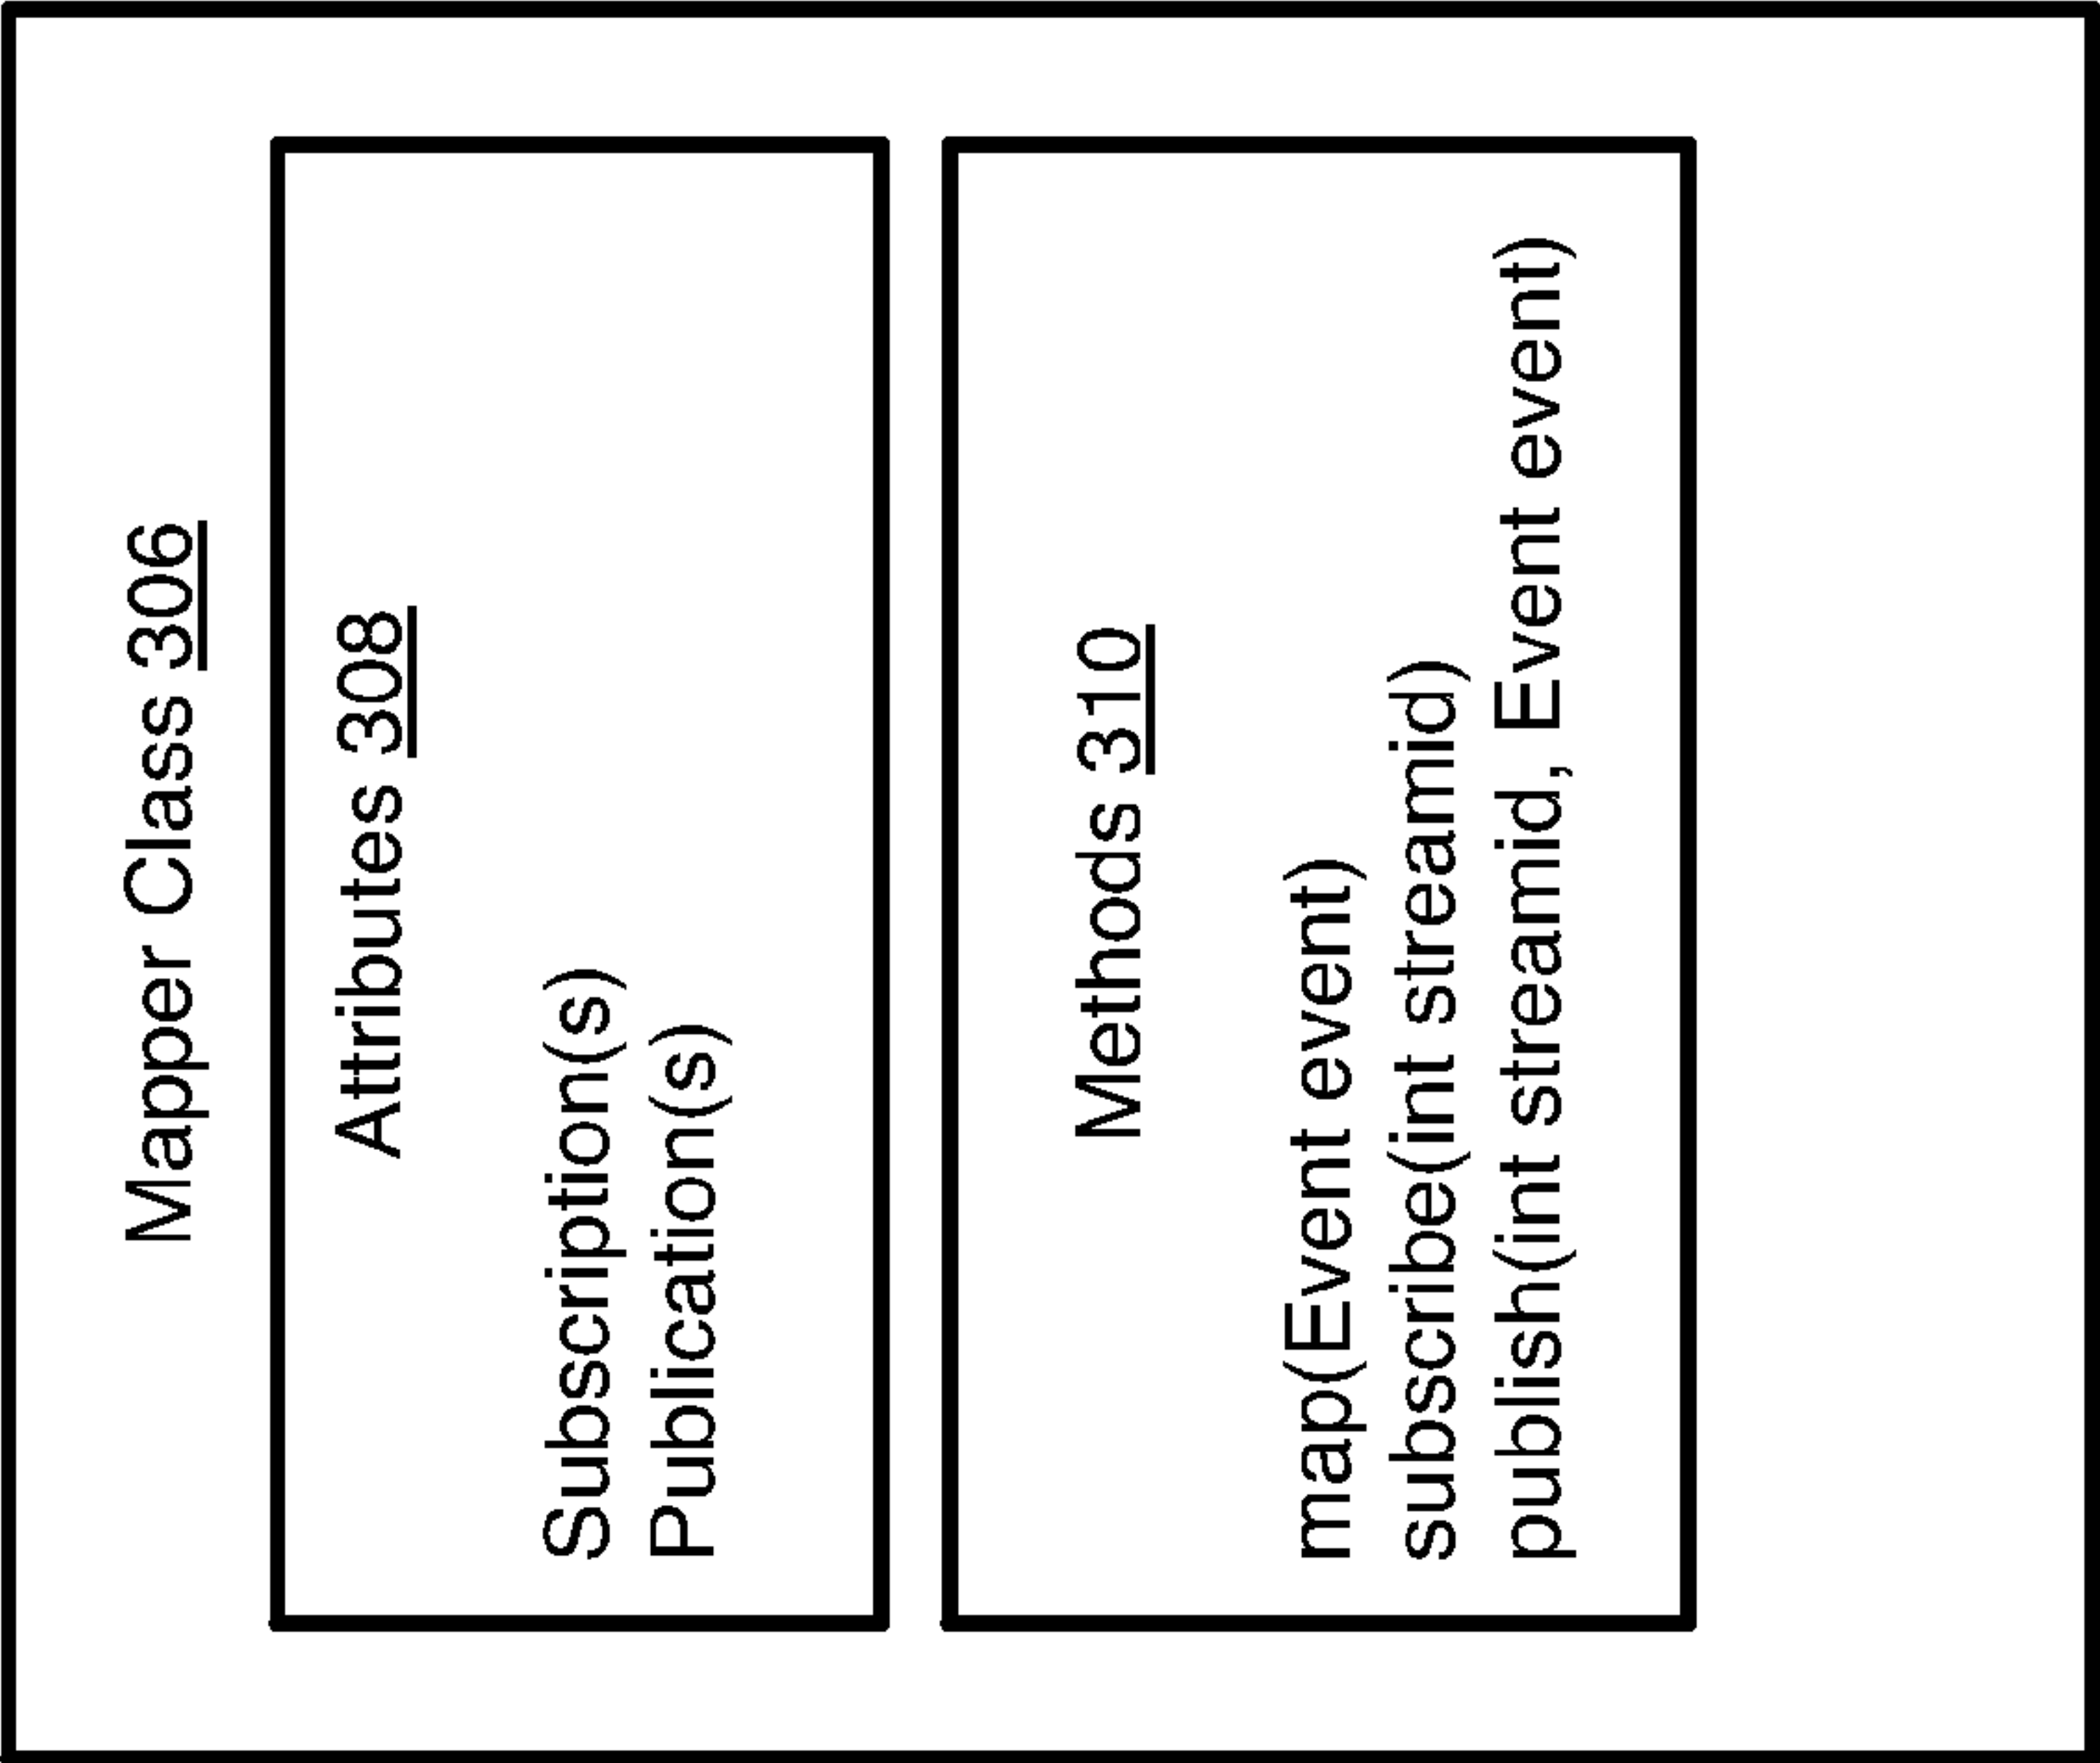 Mapper Class 306
Attributes 308
Subscription(s)
Publication(s)
Methods 310
map(Event event)
subscribe(int streamid)
publish(int streamid, Event event)